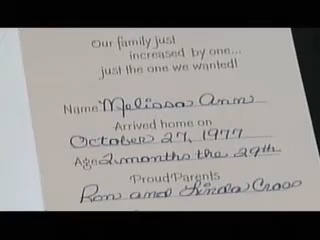 Our family just
increased by one...
just the one we wanted!
Name Melissa Ann
Arrived home on
October 27, 1977
Age 2 months the 29th
Proud Parents
Ron and Linda Cross